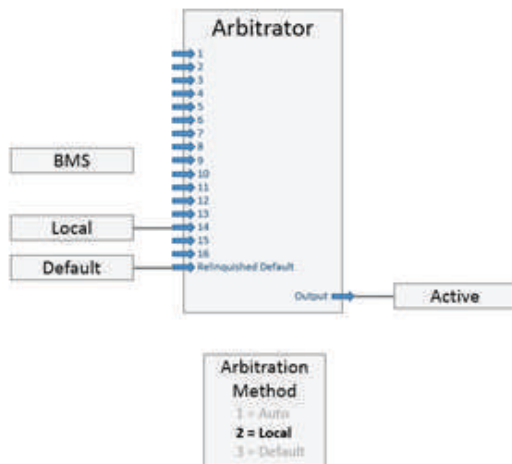 Arbitrator
1
2
3
4
5
6
7
8
BMS
9
10
11
12
13
Local
14
15
16
Default
Relinquished Default
Output
Active
Arbitration
Method
1 = Auto
2 = Local
3 = Default